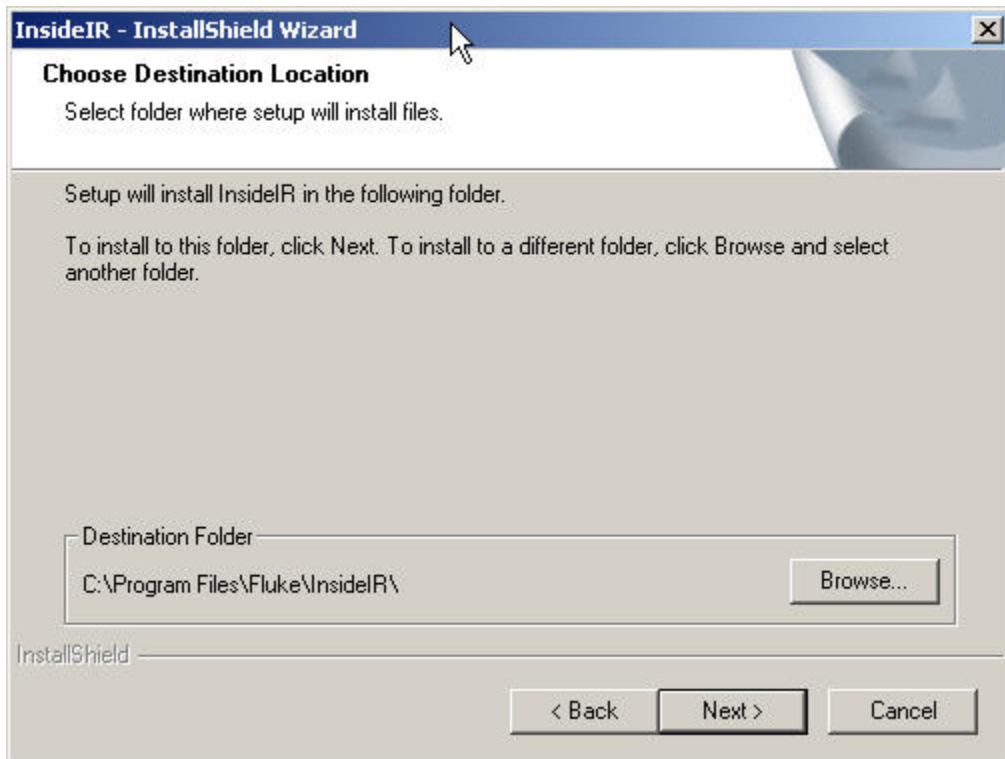 InsideIR - InstallShield Wizard
Choose Destination Location
Select folder where setup will install files.
Setup will install InsideIR in the following folder.
To install to this folder, click Next. To install to a different folder, click Browse and select
another folder.
Destination Folder
C:\Program Files\Fluke\InsideIR\
Browse...
InstallShield
< Back
Next >
Cancel